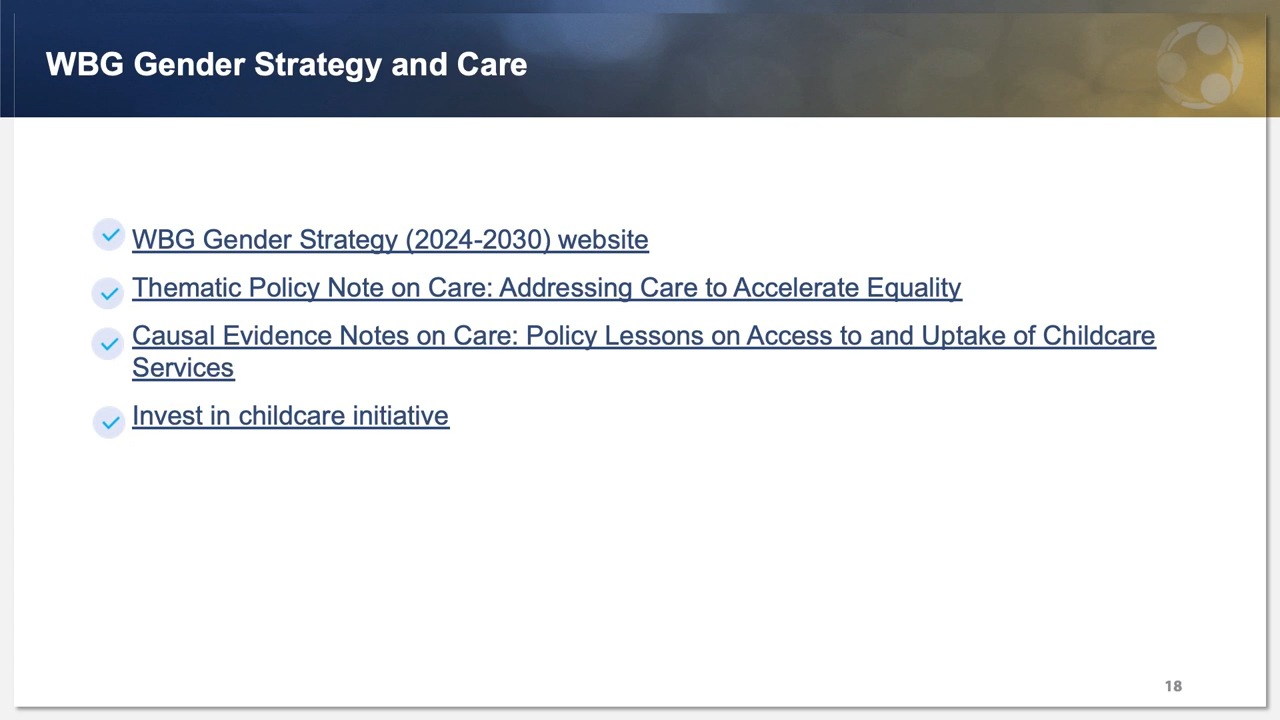 WBG Gender Strategy and Care
WBG Gender Strategy (2024-2030) website
Thematic Policy Note on Care: Addressing Care to Accelerate Equality
Causal Evidence Notes on Care: Policy Lessons on Access to and Uptake of Childcare
Services
Invest in childcare initiative
18